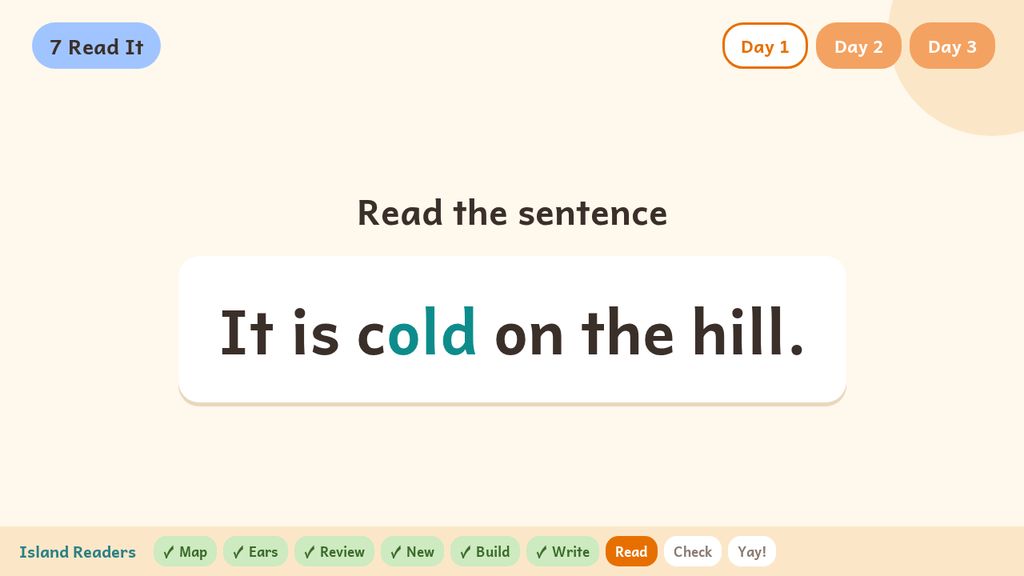 7 Read It
Day 1 Day 2 Day 3
Read the sentence
It is cold on the hill.
Island Readers ✓ Map ✓ Ears ✓ Review ✓ New ✓ Build ✓ Write Read Check Yay!